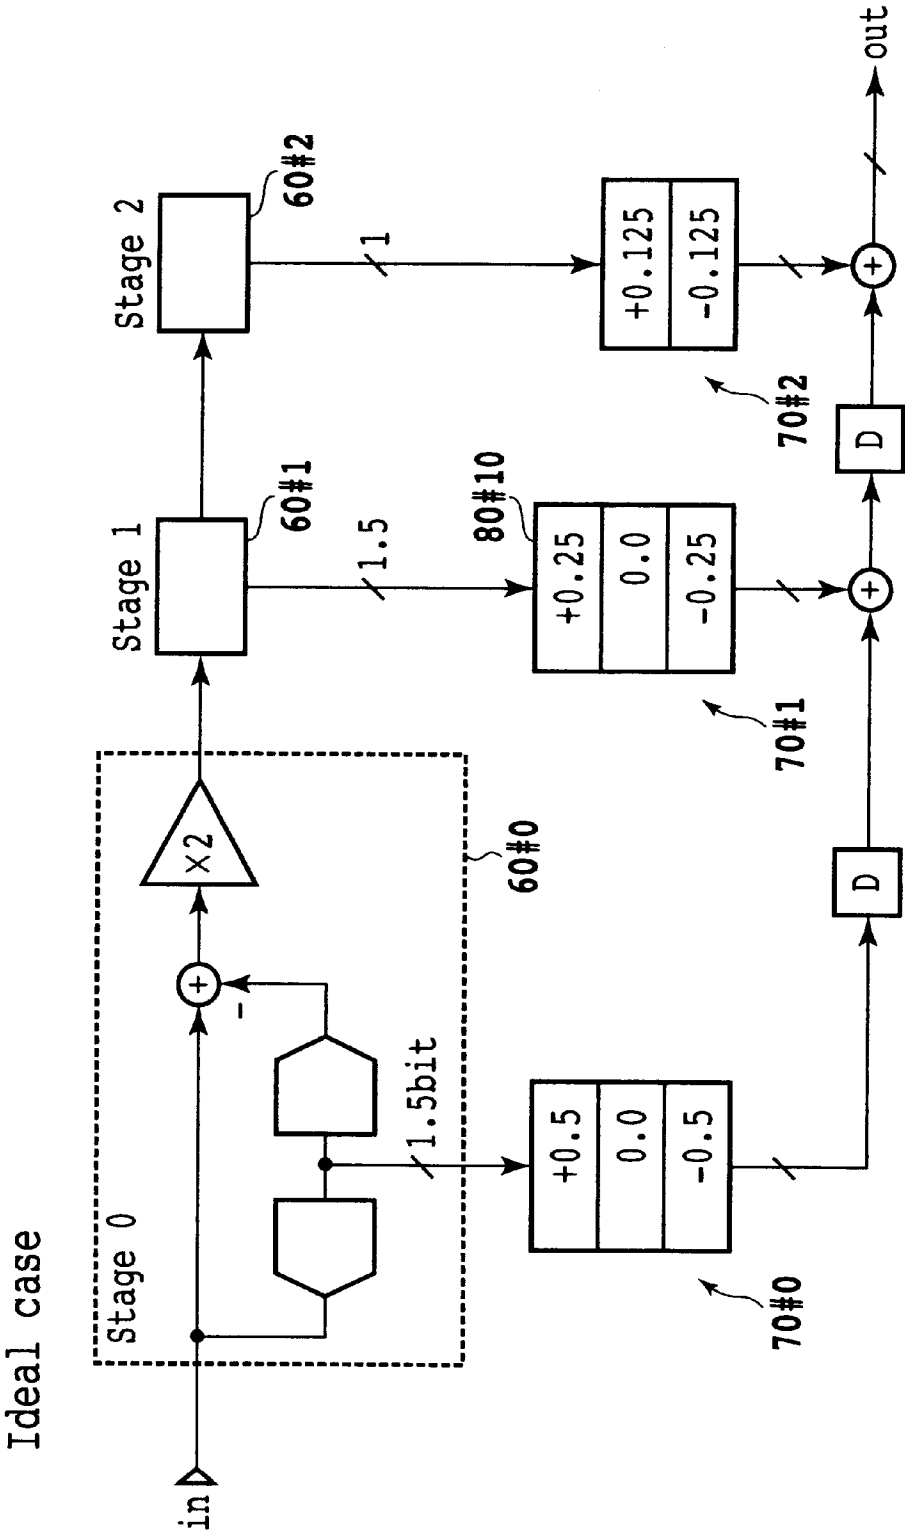 Ideal case
Stage 0
Stage 1
Stage 2
in
+
-
×2
1.5bit
60#0
60#1
1.5
60#2
1
+0.5
0.0
-0.5
70#0
80#10
+0.25
0.0
-0.25
70#1
+0.125
-0.125
70#2
D
+
D
+
out